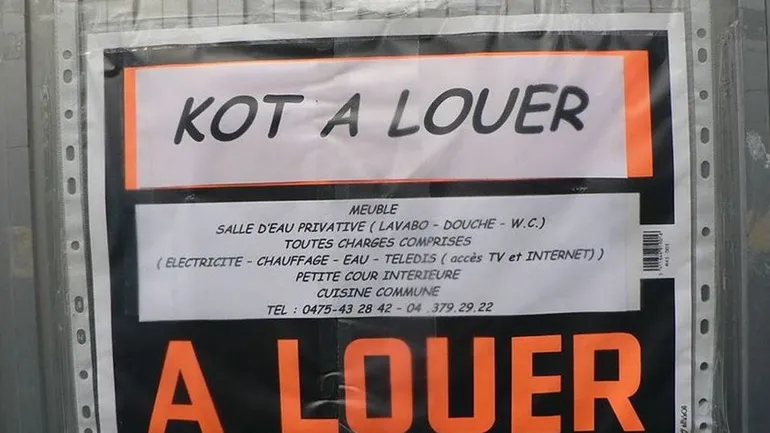 KOT A LOUER
MEUBLE
SALLE D'EAU PRIVATIVE ( LAVABO - DOUCHE - W.C.)
TOUTES CHARGES COMPRISES
( ELECTRICITE - CHAUFFAGE - EAU - TELEDIS ( accès TV et INTERNET) )
PETITE COUR INTERIEURE
CUISINE COMMUNE
TEL : 0475-43 28 42 - 04 .379.29.22
A LOUER